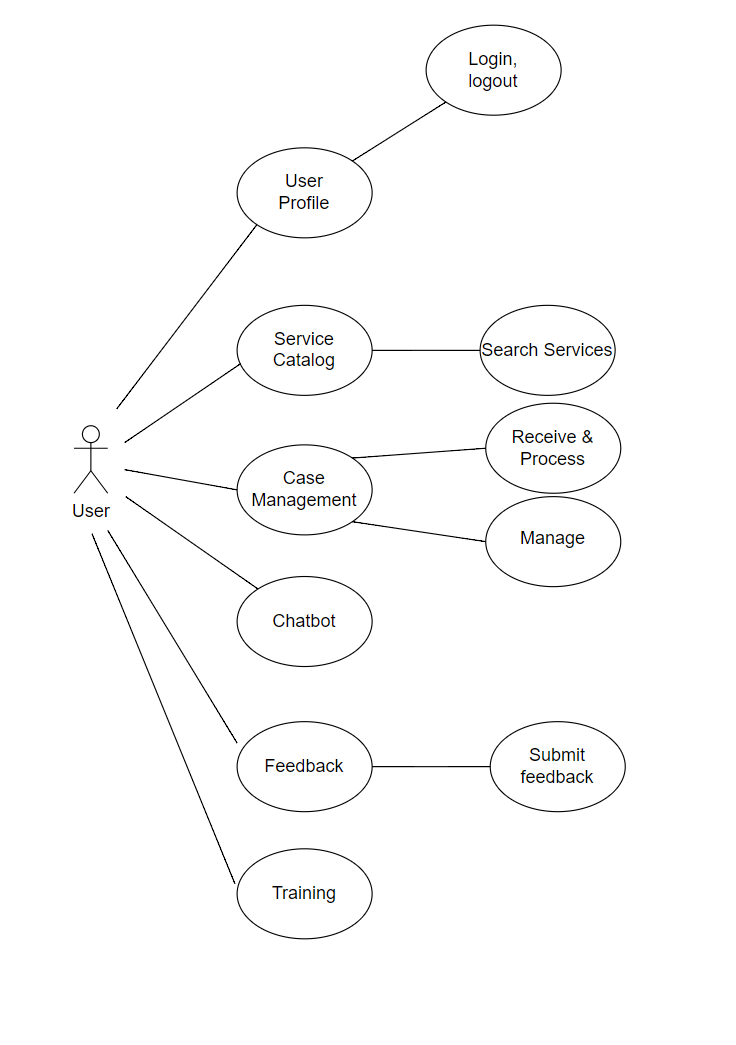 Login,
logout
User
Profile
Service
Catalog
Search Services
Receive &
Process
Case
Management
User
Manage
Chatbot
Feedback
Submit
feedback
Training